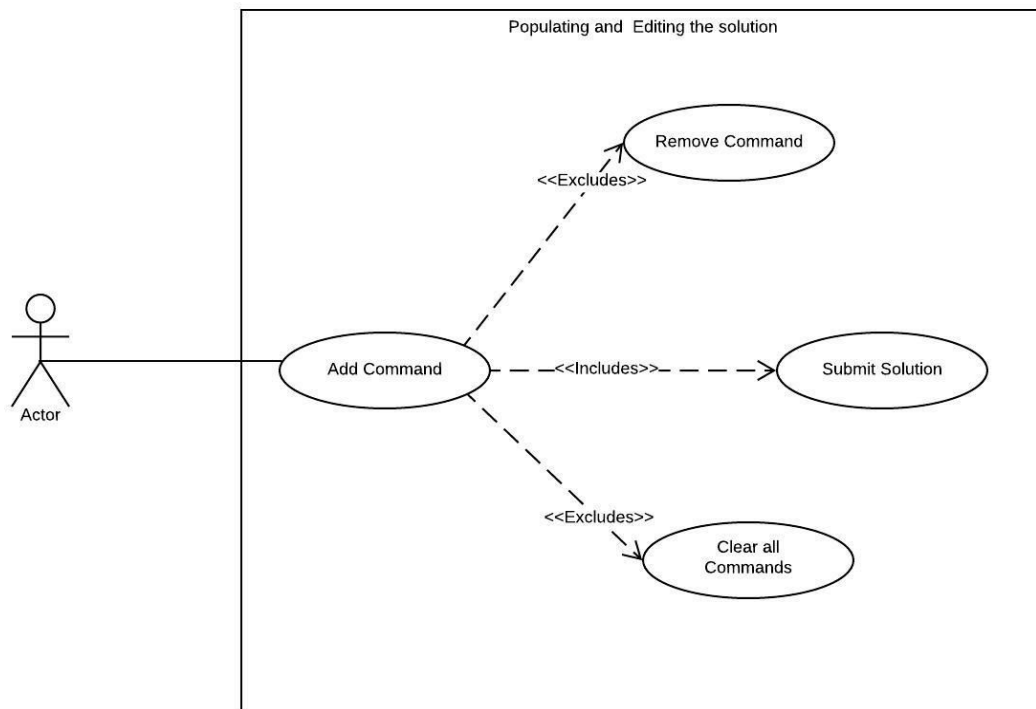 Populating and  Editing the solution
Remove Command
<<Excludes>>
Actor
Add Command
<<Includes>>
Submit Solution
<<Excludes>>
Clear all
Commands